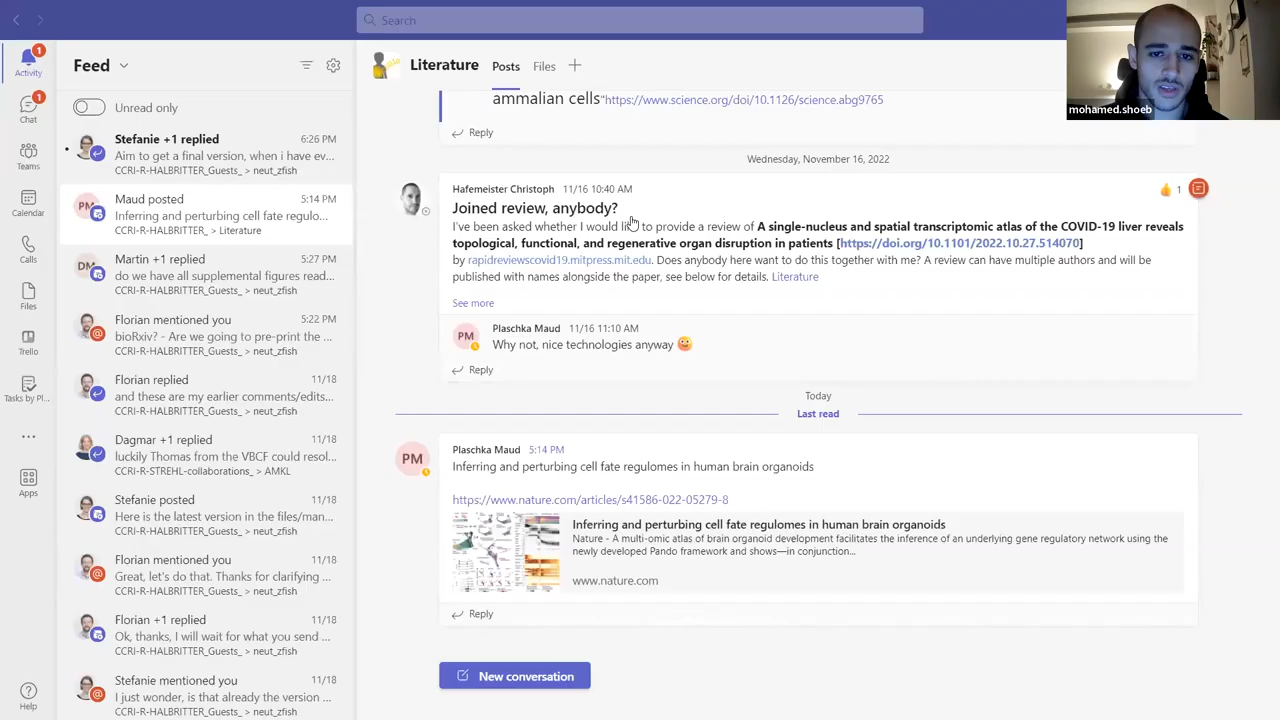 Search
mohamed.shoeb
1
Activity
1
Chat
Teams
Calendar
Calls
Files
Trello
Tasks by Pl...
Apps
Help
Feed
Unread only
Stefanie +1 replied 6:26 PM
Aim to get a final version, when i have ev...
CCRI-R-HALBRITTER_Guests_ > neut_zfish
PM
Maud posted 5:14 PM
Inferring and perturbing cell fate regulo...
CCRI-R-HALBRITTER_ > Literature
DM
Martin +1 replied 5:27 PM
do we have all supplemental figures read...
CCRI-R-HALBRITTER_Guests_ > neut_zfish
Florian mentioned you 5:22 PM
bioRxiv? - Are we going to pre-print the ...
CCRI-R-HALBRITTER_Guests_ > neut_zfish
Florian replied 11/18
and these are my earlier comments/edits...
CCRI-R-HALBRITTER_Guests_ > neut_zfish
Dagmar +1 replied 11/18
luckily Thomas from the VBCF could resol...
CCRI-R-STREHL-collaborations_ > AMKL
Stefanie posted 11/18
Here is the latest version in the files/man...
CCRI-R-HALBRITTER_Guests_ > neut_zfish
Florian mentioned you 11/18
Great, let's do that. Thanks for clarifying ...
CCRI-R-HALBRITTER_Guests_ > neut_zfish
Florian +1 replied 11/18
Ok, thanks, I will wait for what you send ...
CCRI-R-HALBRITTER_Guests_ > neut_zfish
Stefanie mentioned you 11/18
I just wonder, is that already the version ...
CCRI-R-HALBRITTER_Guests_ > neut_zfish
Literature Posts Files
ammalian cells"https://www.science.org/doi/10.1126/science.abg9765
Reply
Wednesday, November 16, 2022
Hafemeister Christoph 11/16 10:40 AM 1
Joined review, anybody?
I've been asked whether I would like to provide a review of A single-nucleus and spatial transcriptomic atlas of the COVID-19 liver reveals
topological, functional, and regenerative organ disruption in patients [https://doi.org/10.1101/2022.10.27.514070]
by rapidreviewscovid19.mitpress.mit.edu. Does anybody here want to do this together with me? A review can have multiple authors and will be
published with names alongside the paper, see below for details. Literature
See more
PM
Plaschka Maud 11/16 11:10 AM
Why not, nice technologies anyway
Reply
Today
Last read
PM
Plaschka Maud 5:14 PM
Inferring and perturbing cell fate regulomes in human brain organoids
https://www.nature.com/articles/s41586-022-05279-8
Inferring and perturbing cell fate regulomes in human brain organoids
Nature - A multi-omic atlas of brain organoid development facilitates the inference of an underlying gene regulatory network using the
newly developed Pando framework and shows—in conjunction...
www.nature.com
Reply
New conversation